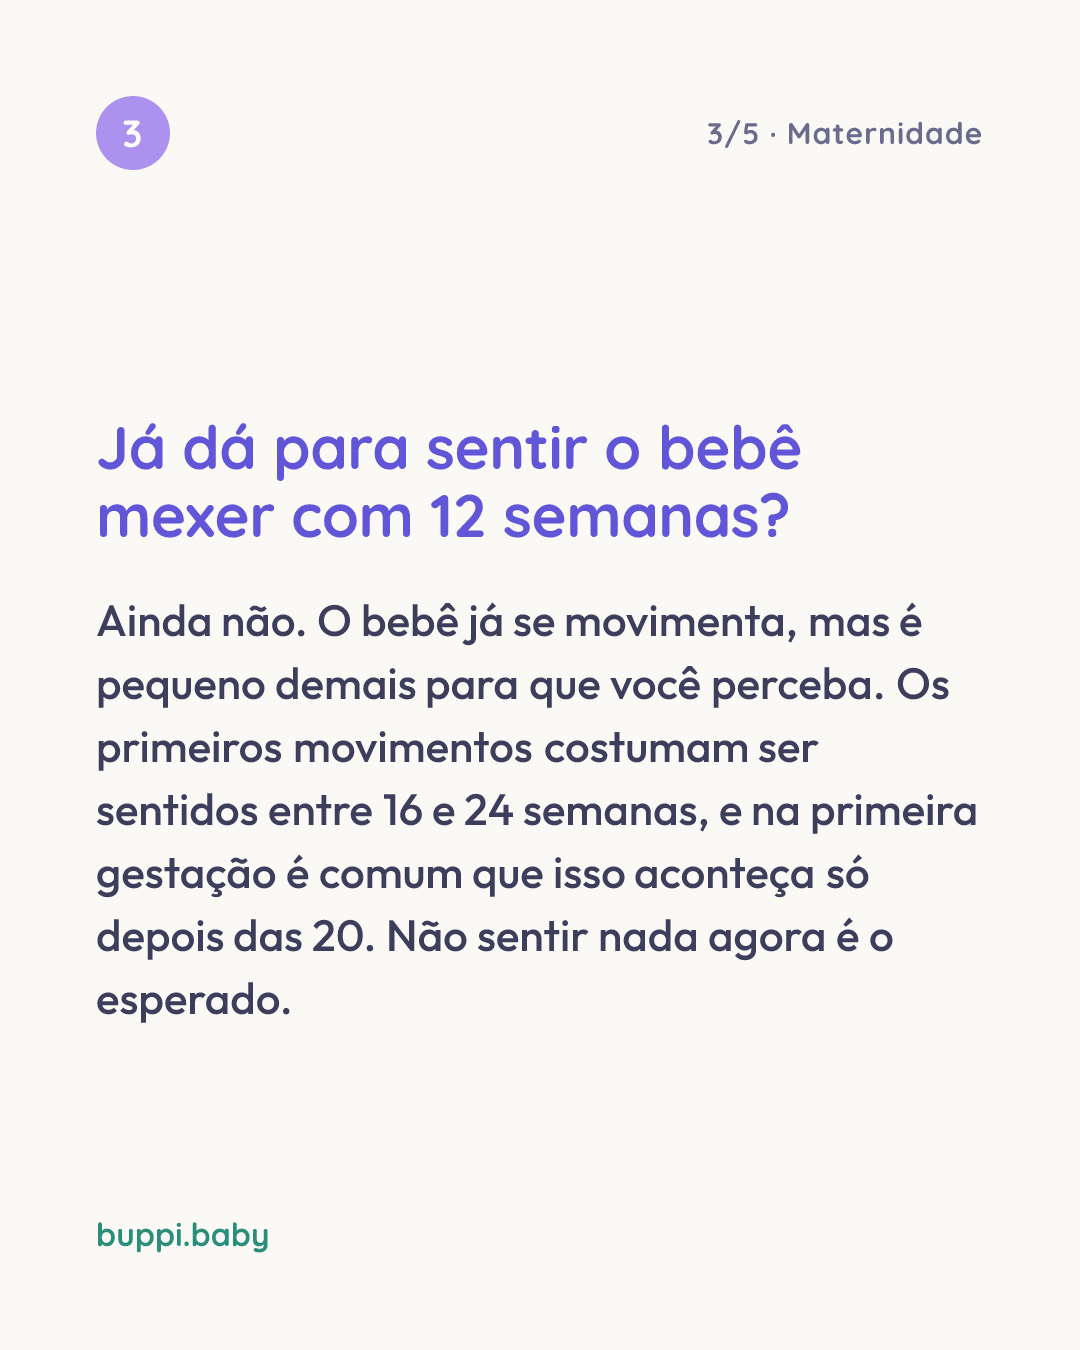 3
3/5 · Maternidade
Já dá para sentir o bebê
mexer com 12 semanas?
Ainda não. O bebê já se movimenta, mas é
pequeno demais para que você perceba. Os
primeiros movimentos costumam ser
sentidos entre 16 e 24 semanas, e na primeira
gestação é comum que isso aconteça só
depois das 20. Não sentir nada agora é o
esperado.
buppi.baby